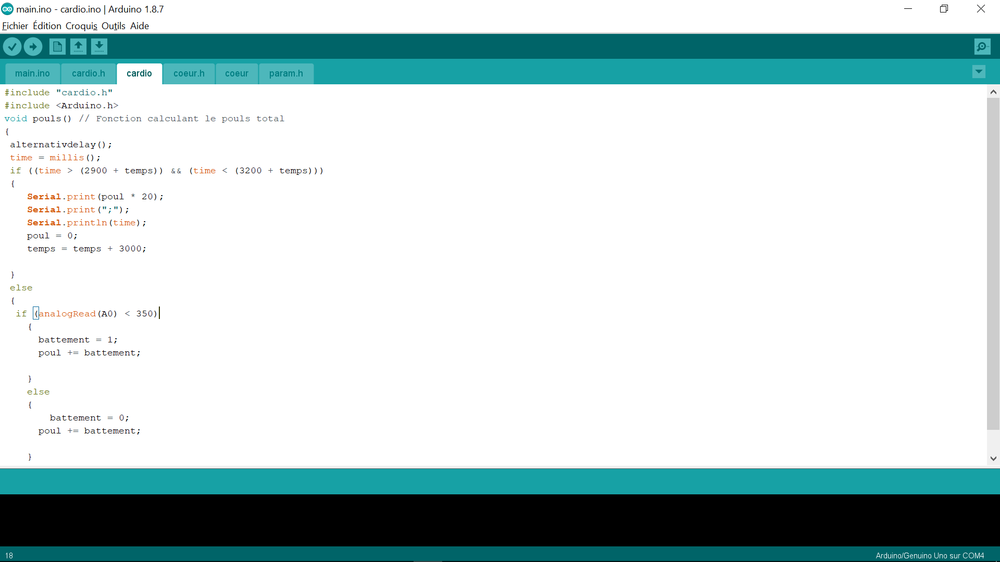 main.ino - cardio.ino | Arduino 1.8.7
Fichier Édition Croquis Outils Aide
main.ino cardio.h cardio coeur.h coeur param.h
#include "cardio.h"
#include <Arduino.h>
void pouls() // Fonction calculant le pouls total
{
alternativdelay();
time = millis();
if ((time > (2900 + temps)) && (time < (3200 + temps)))
{
Serial.print(poul * 20);
Serial.print(";");
Serial.println(time);
poul = 0;
temps = temps + 3000;
}
else
{
if (analogRead(A0) < 350)
{
battement = 1;
poul += battement;
}
else
{
battement = 0;
poul += battement;
}
18
Arduino/Genuino Uno sur COM4